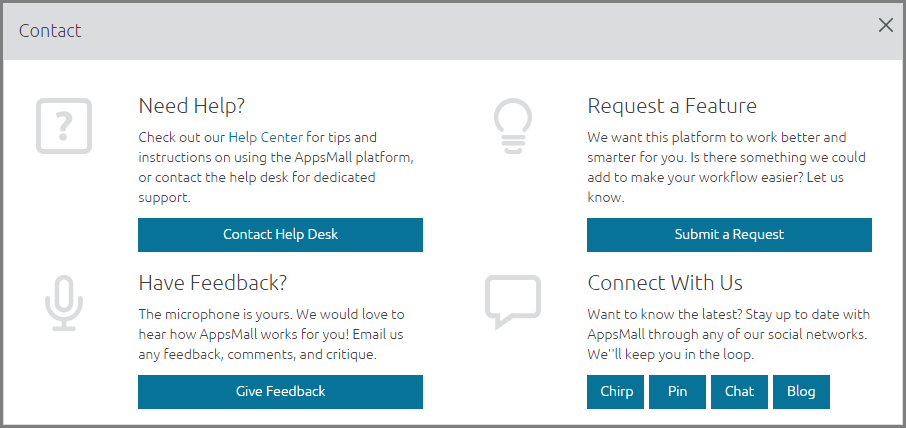 Contact
?
Need Help?
Check out our Help Center for tips and
instructions on using the AppsMall platform,
or contact the help desk for dedicated
support.
Contact Help Desk
Request a Feature
We want this platform to work better and
smarter for you. Is there something we could
add to make your workflow easier? Let us
know.
Submit a Request
Have Feedback?
The microphone is yours. We would love to
hear how AppsMall works for you! Email us
any feedback, comments, and critique.
Give Feedback
Connect With Us
Want to know the latest? Stay up to date with
AppsMall through any of our social networks.
We''ll keep you in the loop.
Chirp Pin Chat Blog